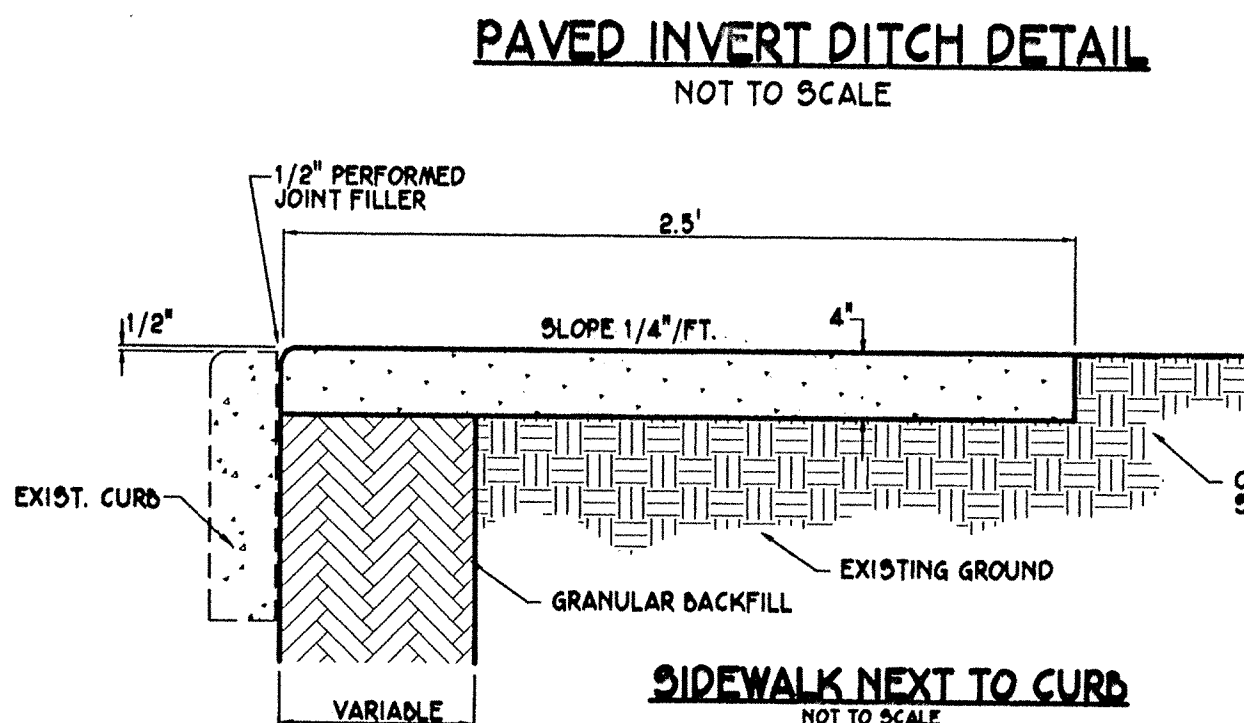 PAVED INVERT DITCH DETAIL
NOT TO SCALE
1/2" PERFORMED
JOINT FILLER
2.5'
1/2"
SLOPE 1/4"/FT.
4"
EXIST. CURB
EXISTING GROUND
GRANULAR BACKFILL
SIDEWALK NEXT TO CURB
NOT TO SCALE
VARIABLE